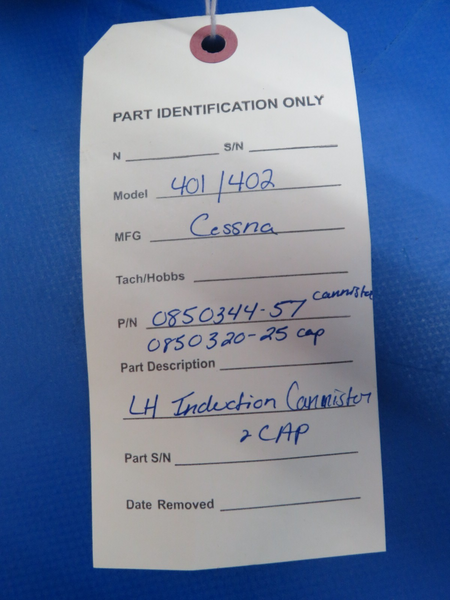 PART IDENTIFICATION ONLY
N S/N
Model 401/402
MFG Cessna
Tach/Hobbs
P/N 0850344-57 cannister
0850320-25 cap
Part Description
LH Induction Cannister
& CAP
Part S/N
Date Removed